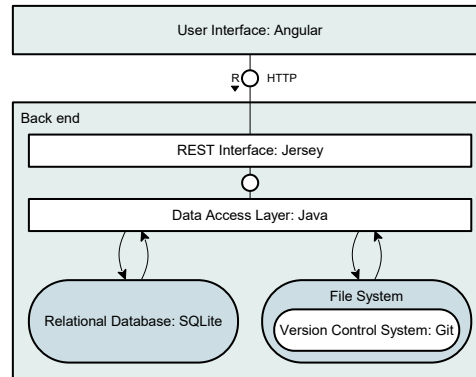 User Interface: Angular
R
HTTP
Back end
REST Interface: Jersey
Data Access Layer: Java
Relational Database: SQLite
File System
Version Control System: Git